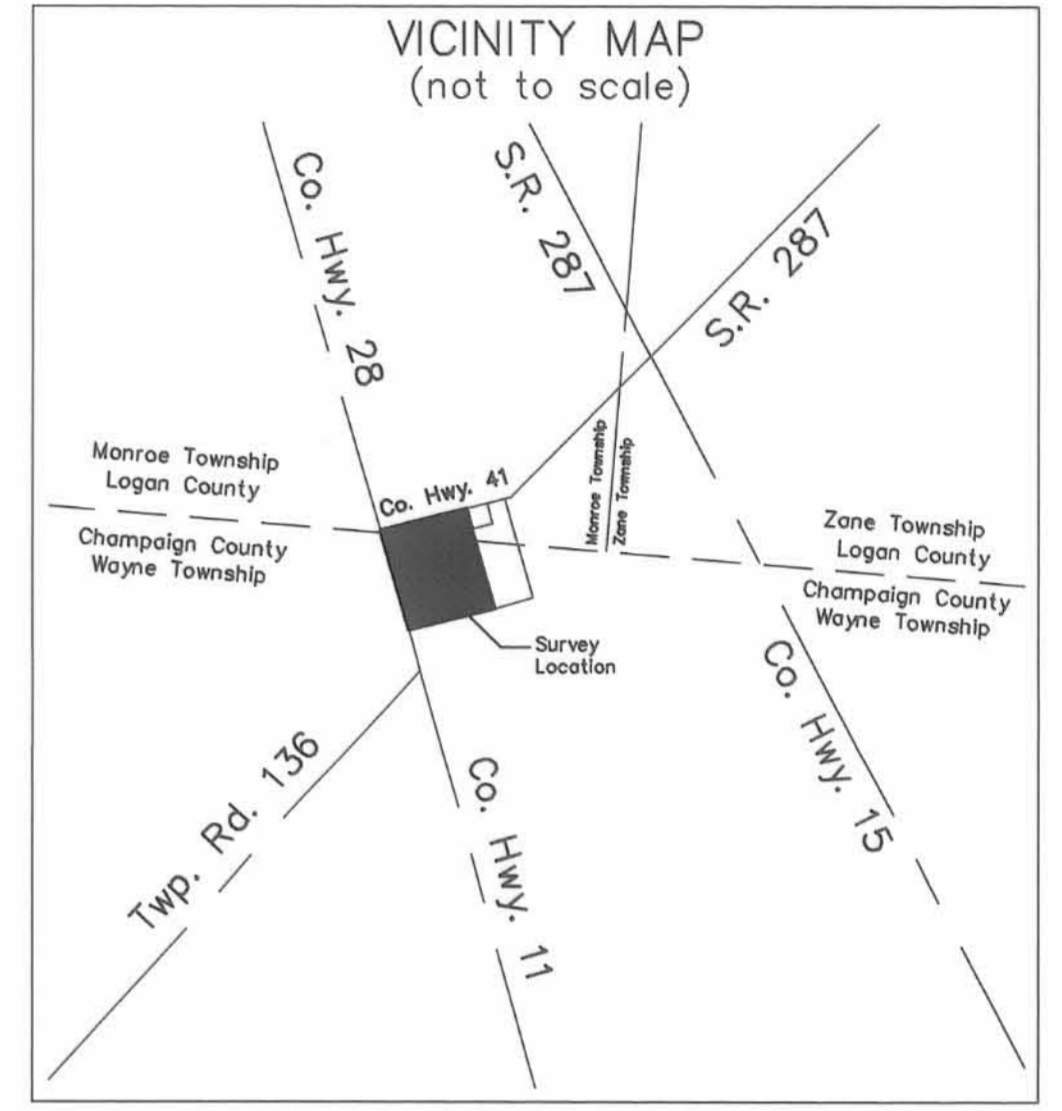 VICINITY MAP
(not to scale)
Co. Hwy. 28
S.R. 287
S.R. 287
Monroe Township
Logan County
Champaign County
Wayne Township
Co. Hwy. 41
Monroe Township
Zane Township
Zane Township
Logan County
Champaign County
Wayne Township
Survey
Location
Co. Hwy. 15
Twp. Rd. 136
Co. Hwy. 11